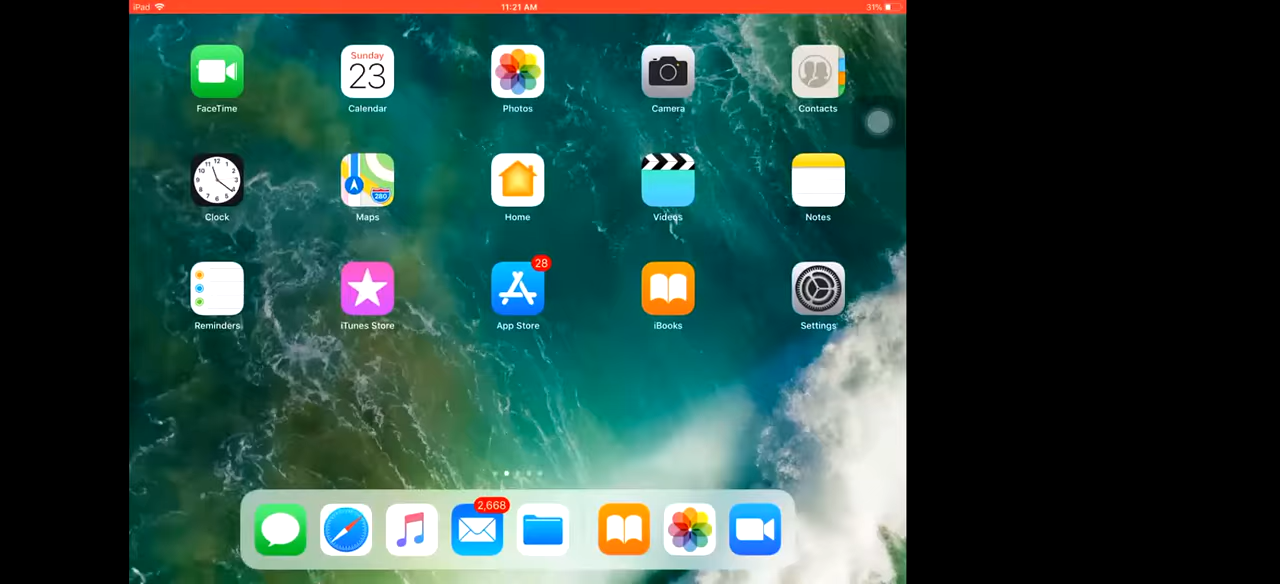 iPad 11:21 AM 31%
Sunday
23
FaceTime Calendar Photos Camera Contacts
280
Clock Maps Home Videos Notes
28
Reminders iTunes Store App Store iBooks Settings
2,668